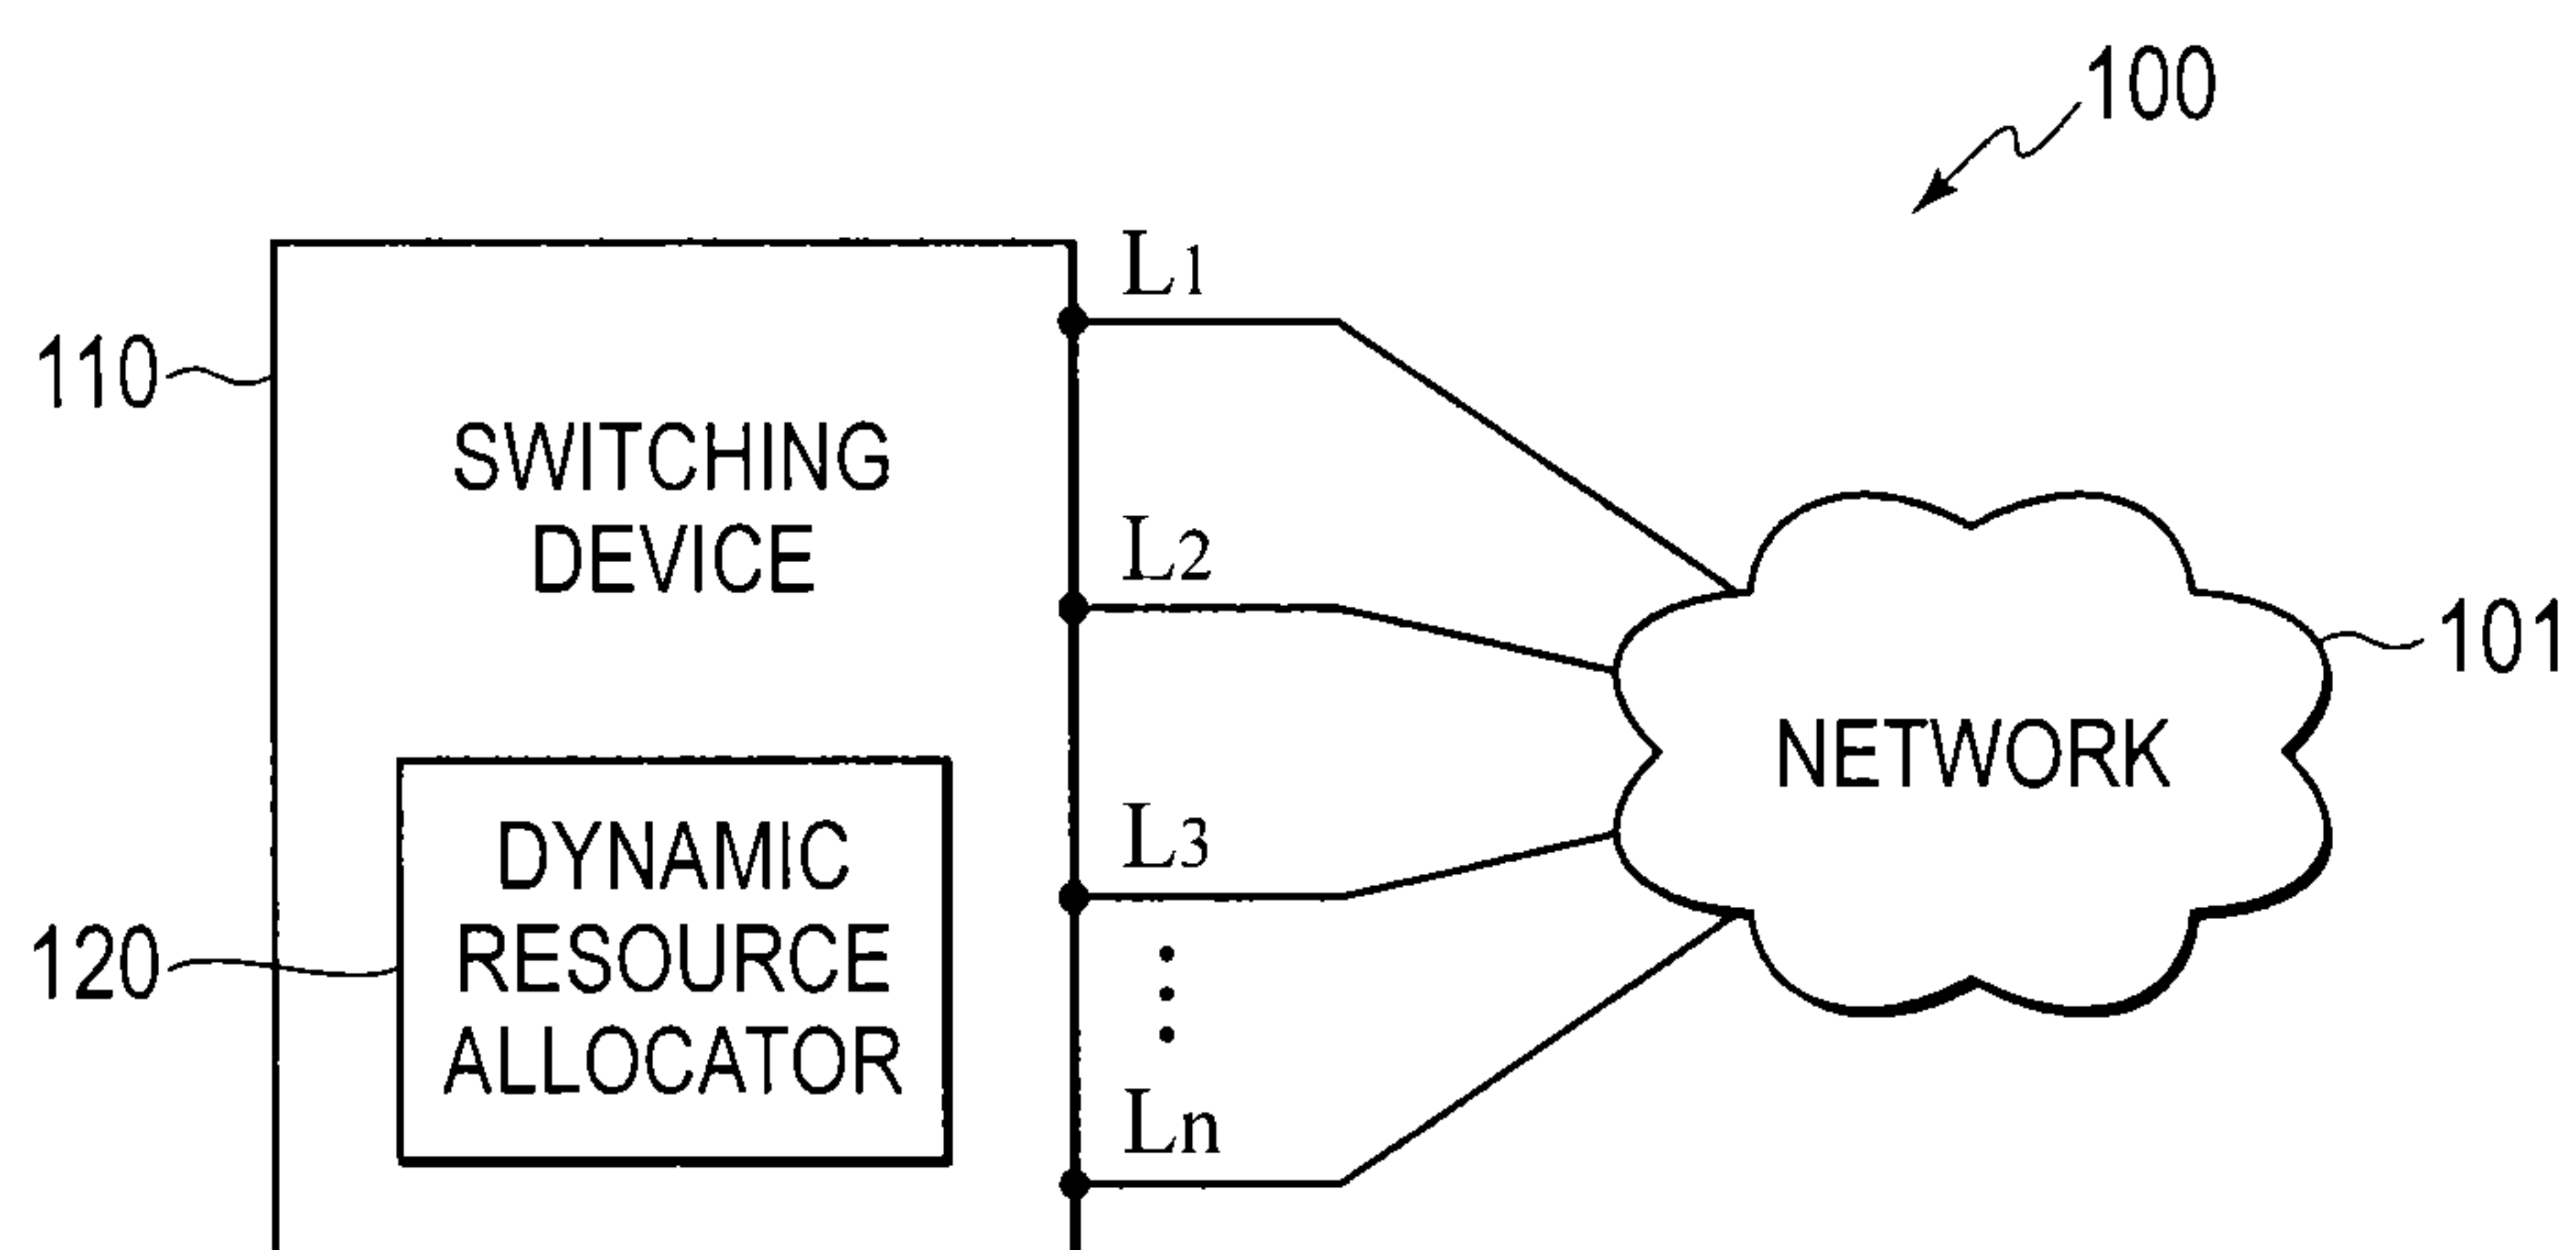 100
L1
110
SWITCHING
DEVICE
L2
101
NETWORK
L3
DYNAMIC
RESOURCE
ALLOCATOR
120
Ln